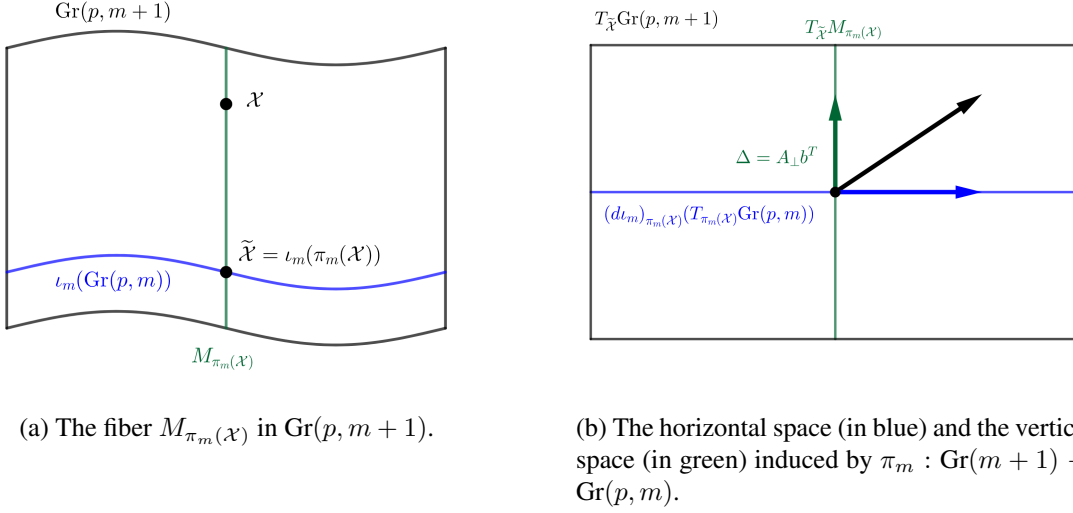 Gr(p, m + 1)
𝒳
𝒳̃ = ι_m(π_m(𝒳))
ι_m(Gr(p, m))
M_{π_m(𝒳)}
(a) The fiber M_{π_m(𝒳)} in Gr(p, m + 1).
T_{𝒳̃}Gr(p, m + 1)
T_{𝒳̃}M_{π_m(𝒳)}
Δ = A_⊥b^T
(dι_m)_{π_m(𝒳)}(T_{π_m(𝒳)}Gr(p, m))
(b) The horizontal space (in blue) and the vertic
space (in green) induced by π_m : Gr(m + 1)
Gr(p, m).